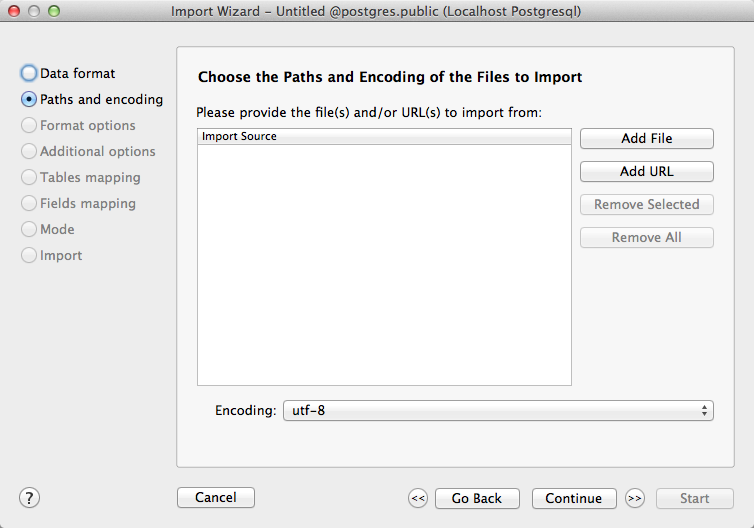 Import Wizard – Untitled @postgres.public (Localhost Postgresql)
Data format
Paths and encoding
Format options
Additional options
Tables mapping
Fields mapping
Mode
Import
Choose the Paths and Encoding of the Files to Import
Please provide the file(s) and/or URL(s) to import from:
Import Source
Add File
Add URL
Remove Selected
Remove All
Encoding: utf-8
? Cancel << Go Back Continue >> Start